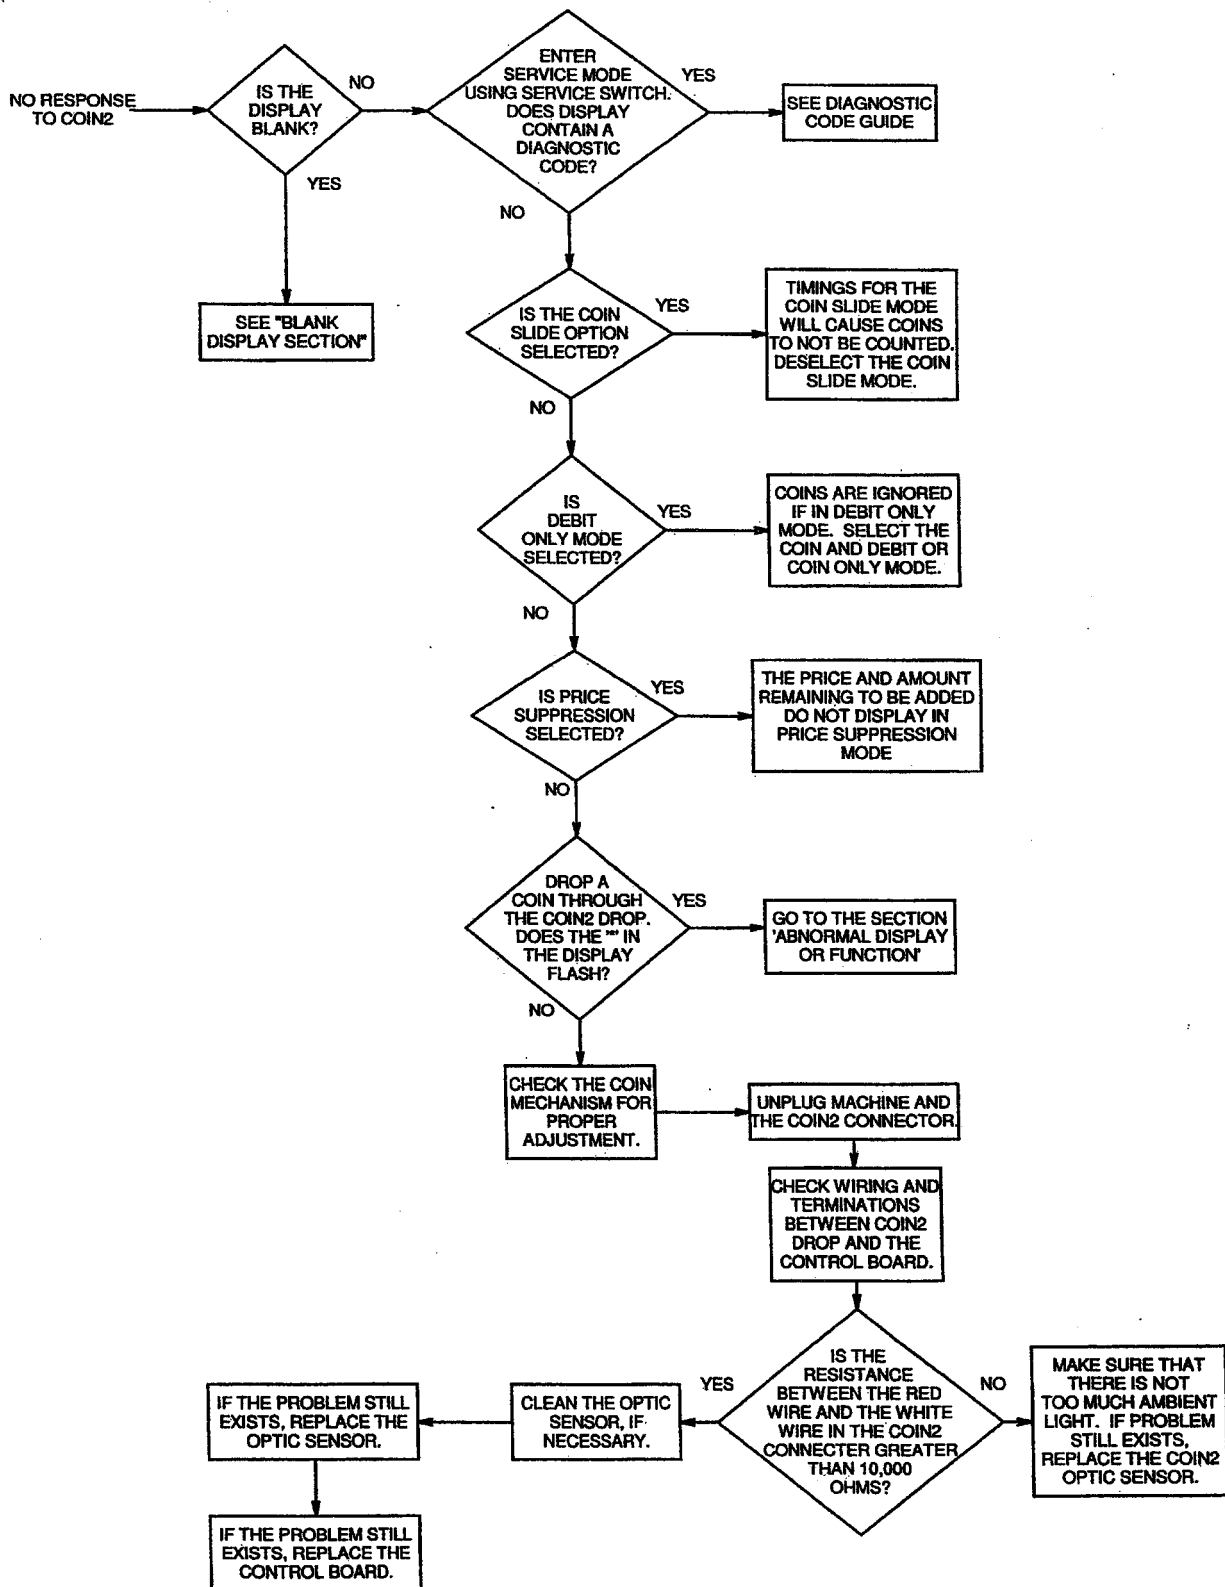 NO RESPONSE
TO COIN2
IS THE
DISPLAY
BLANK?
NO
YES
SEE "BLANK
DISPLAY SECTION"
ENTER
SERVICE MODE
USING SERVICE SWITCH.
DOES DISPLAY
CONTAIN A
DIAGNOSTIC
CODE?
YES
NO
SEE DIAGNOSTIC
CODE GUIDE
IS THE COIN
SLIDE OPTION
SELECTED?
YES
NO
TIMINGS FOR THE
COIN SLIDE MODE
WILL CAUSE COINS
TO NOT BE COUNTED.
DESELECT THE COIN
SLIDE MODE.
IS
DEBIT
ONLY MODE
SELECTED?
YES
NO
COINS ARE IGNORED
IF IN DEBIT ONLY
MODE. SELECT THE
COIN AND DEBIT OR
COIN ONLY MODE.
IS PRICE
SUPPRESSION
SELECTED?
YES
NO
THE PRICE AND AMOUNT
REMAINING TO BE ADDED
DO NOT DISPLAY IN
PRICE SUPPRESSION
MODE
DROP A
COIN THROUGH
THE COIN2 DROP.
DOES THE "" IN
THE DISPLAY
FLASH?
YES
NO
GO TO THE SECTION
'ABNORMAL DISPLAY
OR FUNCTION'
CHECK THE COIN
MECHANISM FOR
PROPER
ADJUSTMENT.
UNPLUG MACHINE AND
THE COIN2 CONNECTOR.
CHECK WIRING AND
TERMINATIONS
BETWEEN COIN2
DROP AND THE
CONTROL BOARD.
IS THE
RESISTANCE
BETWEEN THE RED
WIRE AND THE WHITE
WIRE IN THE COIN2
CONNECTER GREATER
THAN 10,000
OHMS?
YES
NO
MAKE SURE THAT
THERE IS NOT
TOO MUCH AMBIENT
LIGHT. IF PROBLEM
STILL EXISTS,
REPLACE THE COIN2
OPTIC SENSOR.
CLEAN THE OPTIC
SENSOR, IF
NECESSARY.
IF THE PROBLEM STILL
EXISTS, REPLACE THE
OPTIC SENSOR.
IF THE PROBLEM STILL
EXISTS, REPLACE THE
CONTROL BOARD.